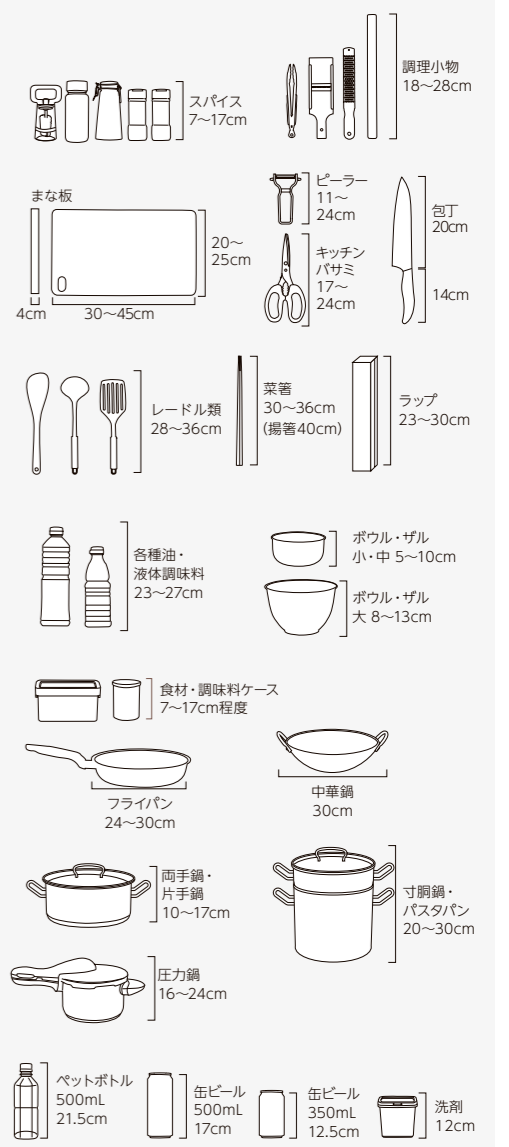 スパイス
7〜17cm
調理小物
18〜28cm
まな板
20〜
25cm
4cm
30〜45cm
ピーラー
11〜
24cm
キッチン
バサミ
17〜
24cm
包丁
20cm
14cm
レードル類
28〜36cm
菜箸
30〜36cm
(揚箸40cm)
ラップ
23〜30cm
各種油・
液体調味料
23〜27cm
ボウル・ザル
小・中 5〜10cm
ボウル・ザル
大 8〜13cm
食材・調味料ケース
7〜17cm程度
フライパン
24〜30cm
中華鍋
30cm
両手鍋・
片手鍋
10〜17cm
寸胴鍋・
パスタパン
20〜30cm
圧力鍋
16〜24cm
ペットボトル
500mL
21.5cm
缶ビール
500mL
17cm
缶ビール
350mL
12.5cm
洗剤
12cm